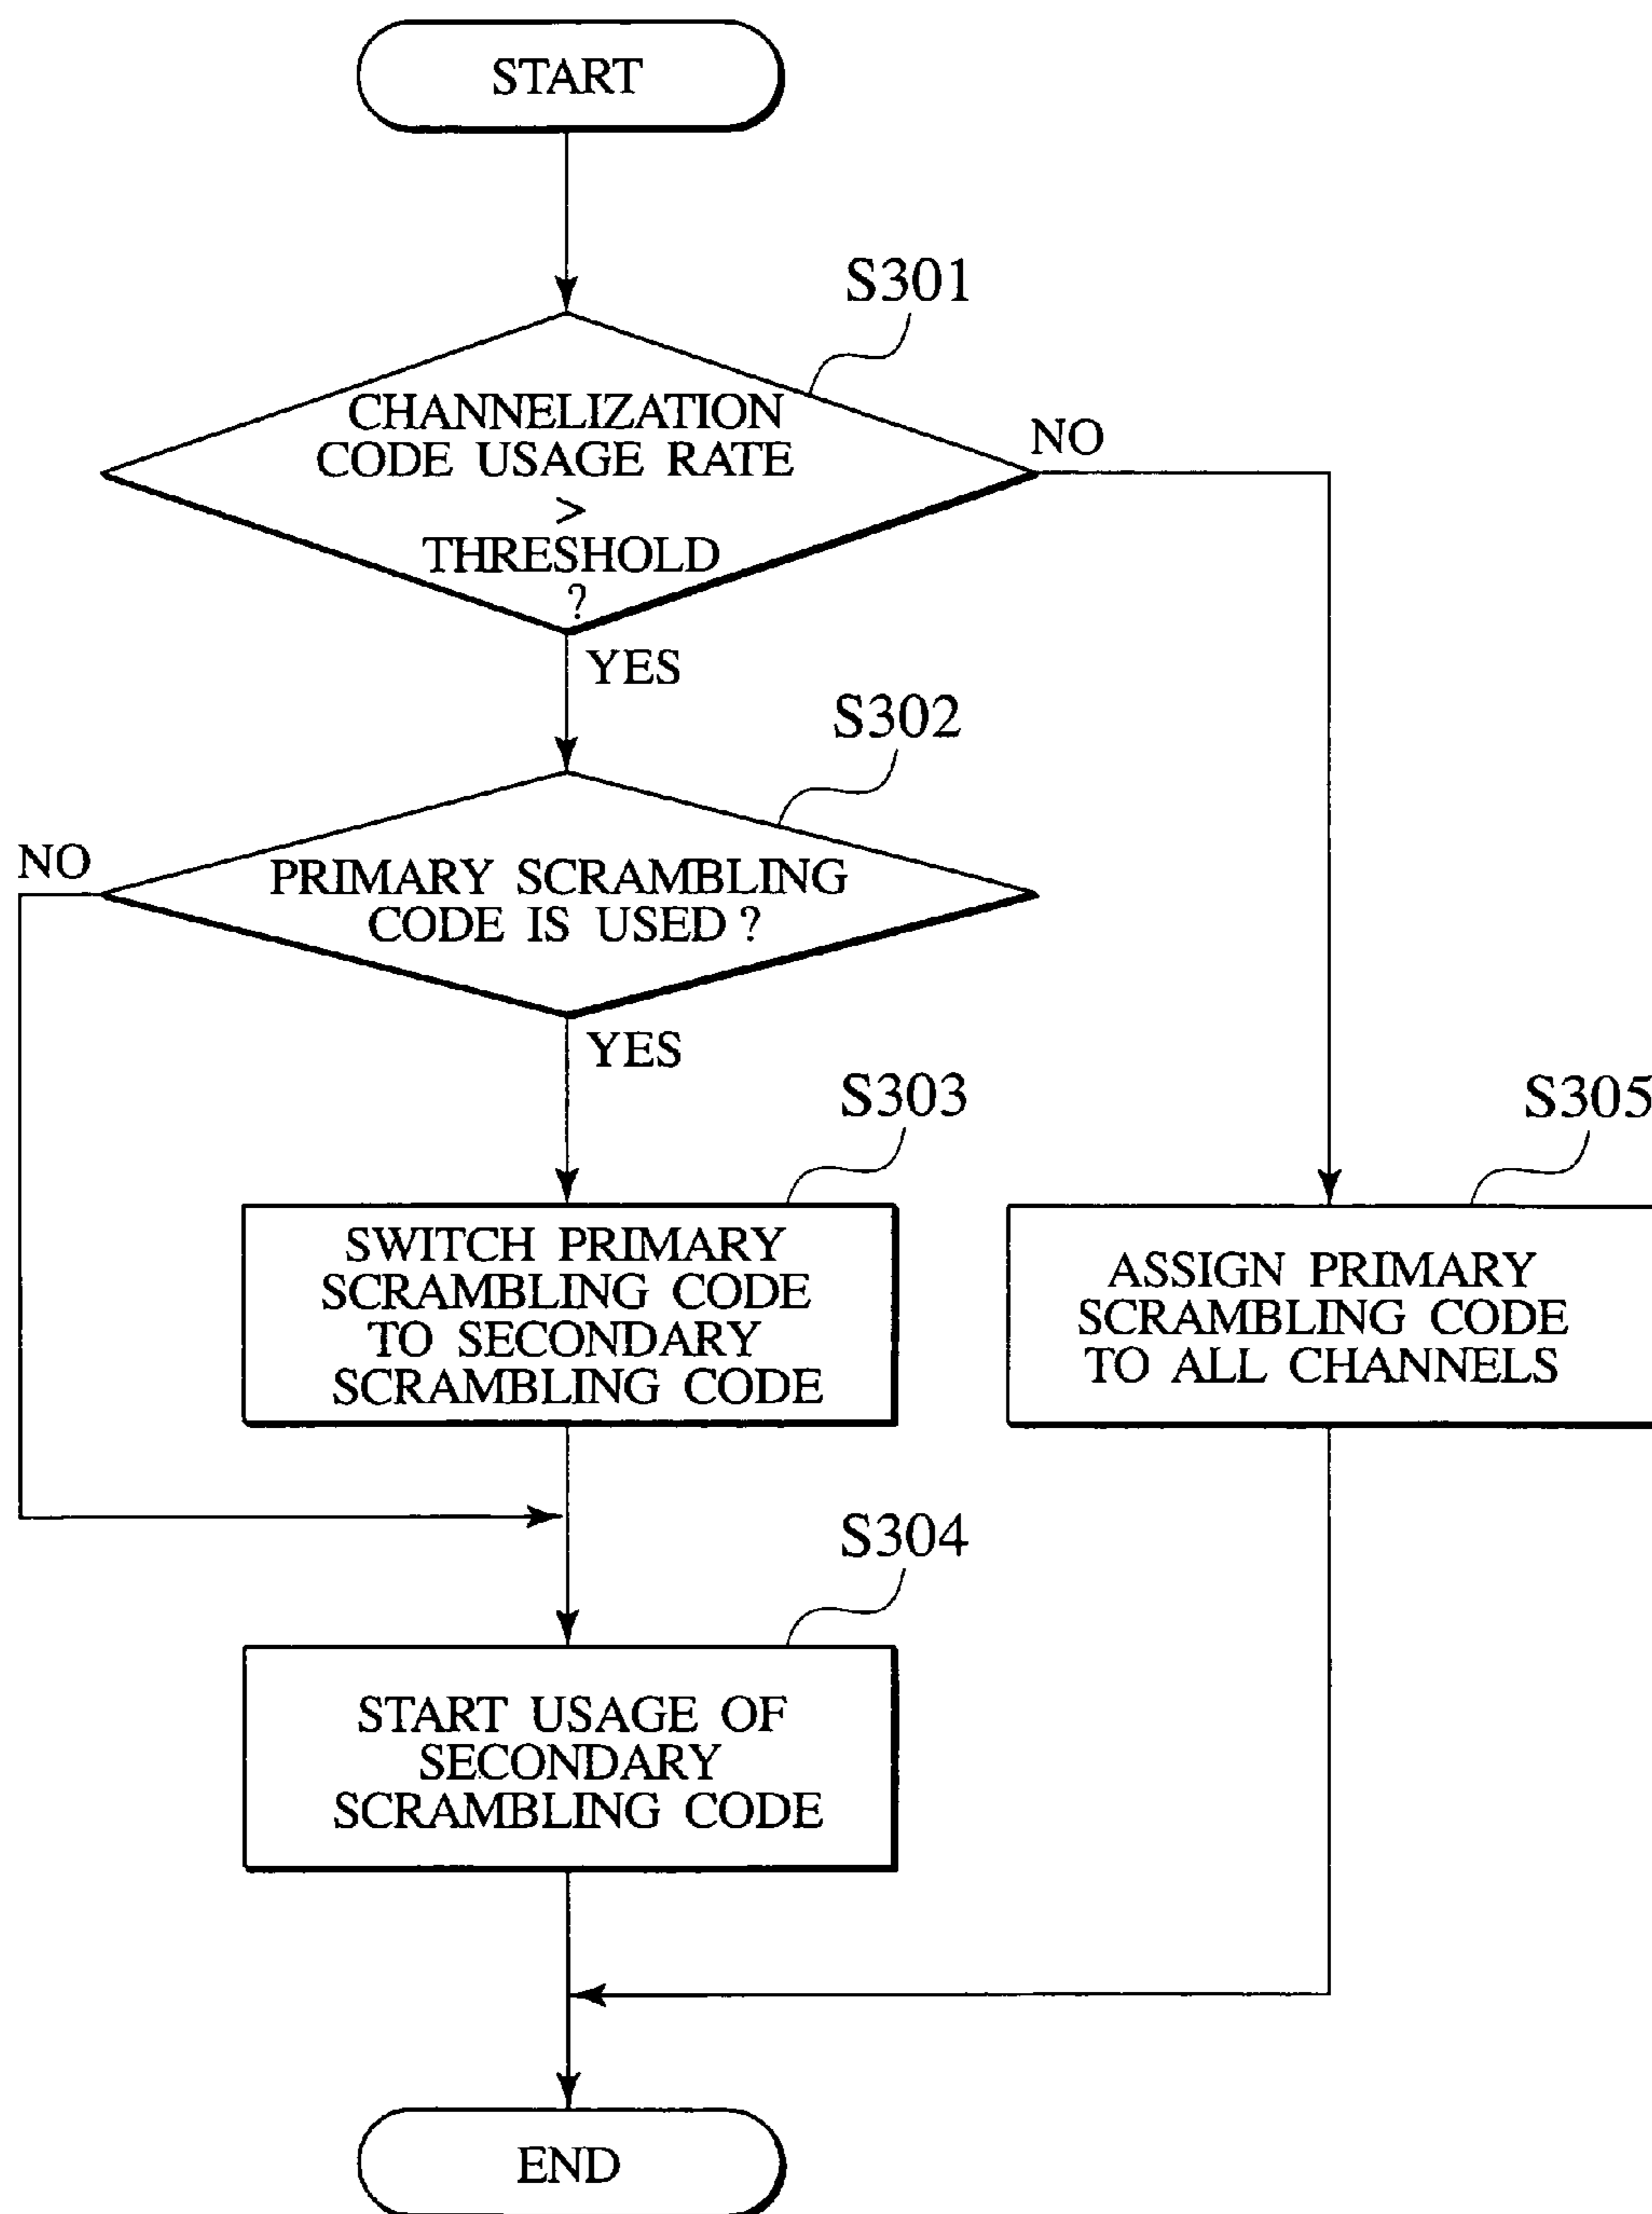 START
S301
CHANNELIZATION
CODE USAGE RATE
>
THRESHOLD
?
NO
YES
S302
NO
PRIMARY SCRAMBLING
CODE IS USED ?
YES
S303
SWITCH PRIMARY
SCRAMBLING CODE
TO SECONDARY
SCRAMBLING CODE
S305
ASSIGN PRIMARY
SCRAMBLING CODE
TO ALL CHANNELS
S304
START USAGE OF
SECONDARY
SCRAMBLING CODE
END